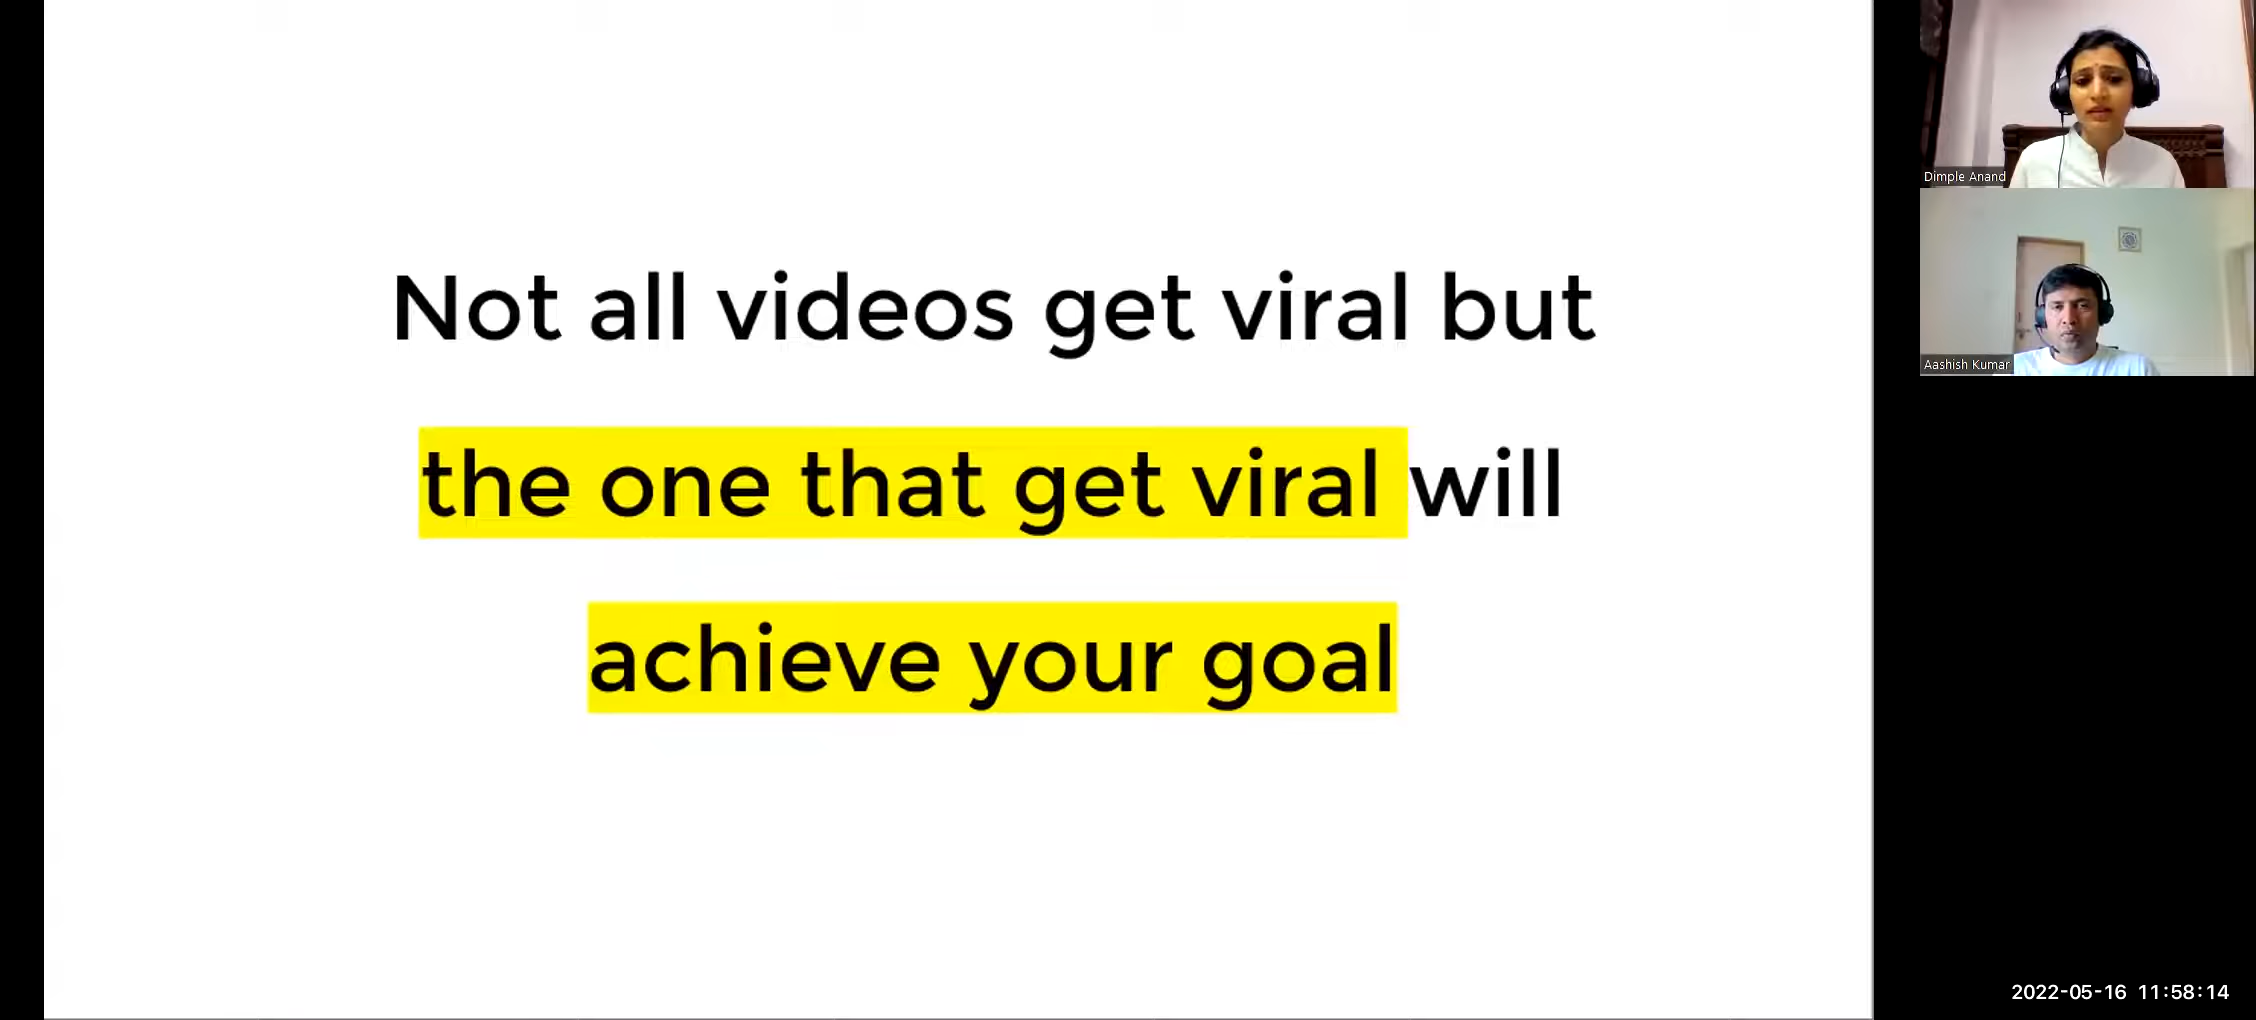 Not all videos get viral but
the one that get viral will
achieve your goal
Dimple Anand
Aashish Kumar
2022-05-16 11:58:14